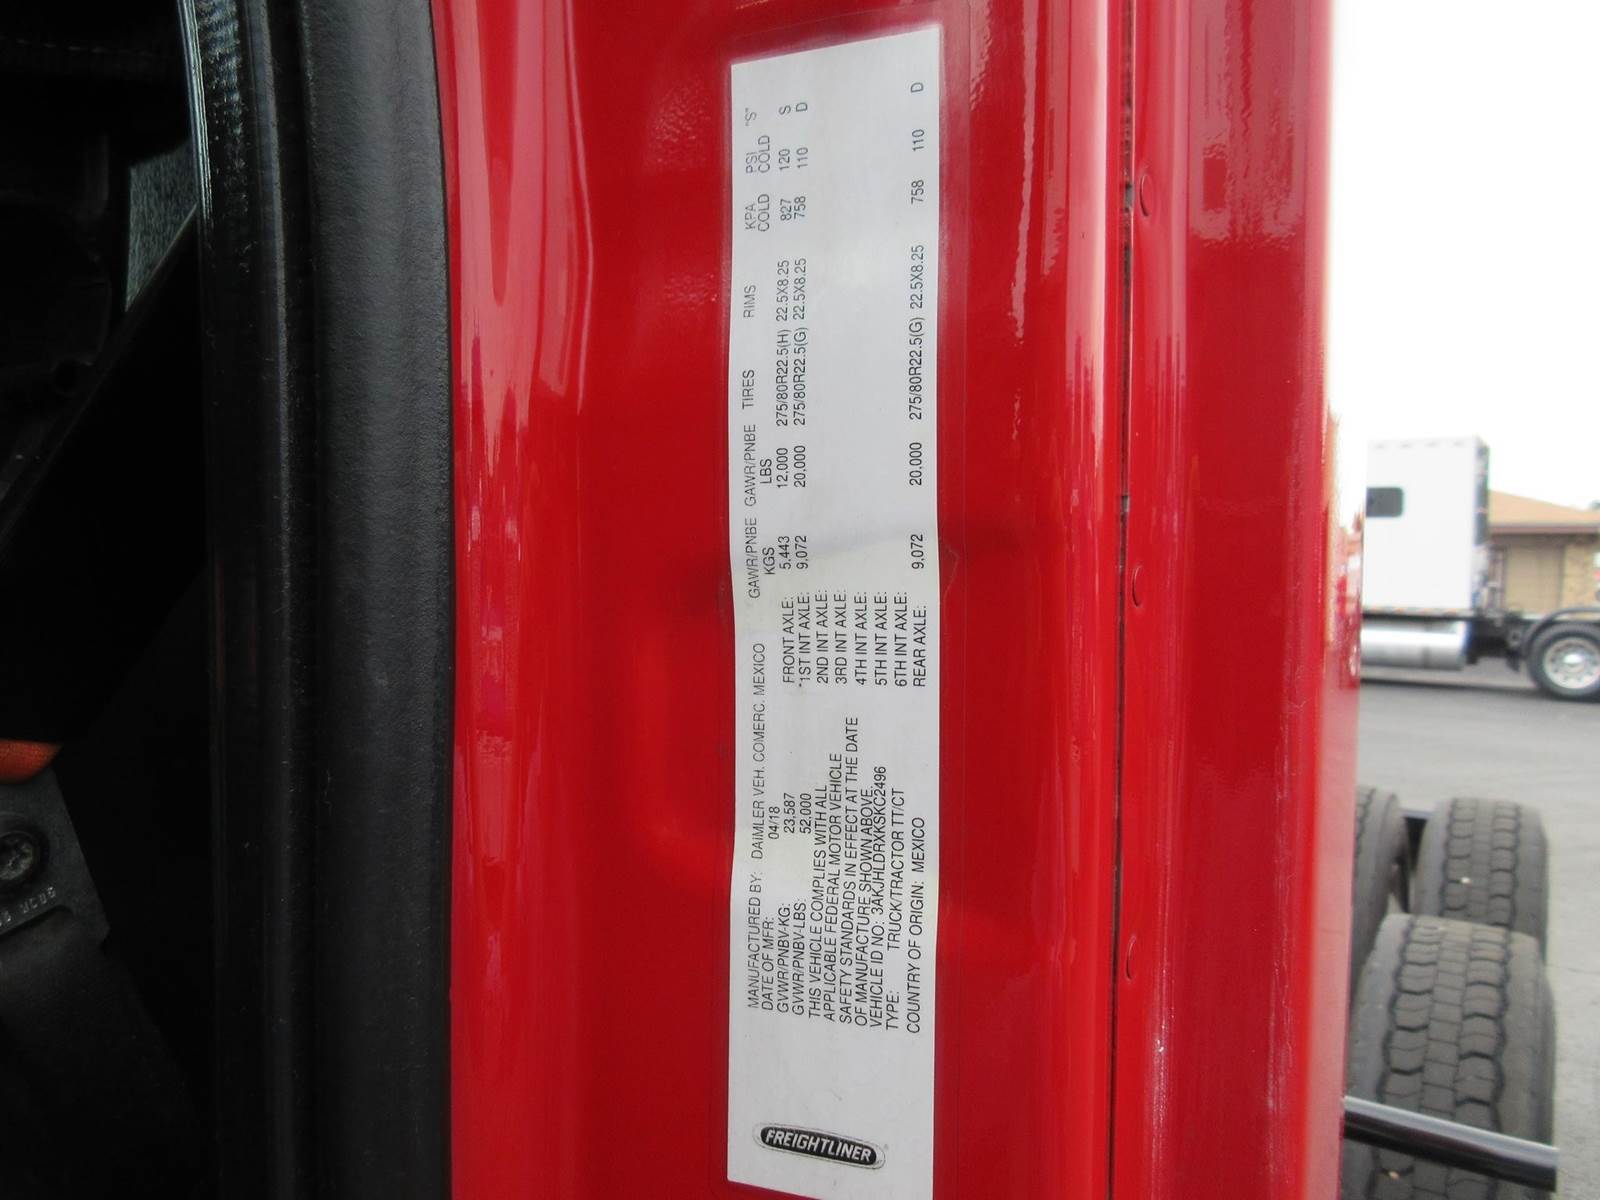 FREIGHTLINER
MANUFACTURED BY: DAIMLER VEH. COMERC. MEXICO
DATE OF MFR: 04/18
GVWR/PNBV-KG: 23,587
GVWR/PNBV-LBS: 52,000
THIS VEHICLE COMPLIES WITH ALL
APPLICABLE FEDERAL MOTOR VEHICLE
SAFETY STANDARDS IN EFFECT AT THE DATE
OF MANUFACTURE SHOWN ABOVE.
VEHICLE ID NO: 3AKJHLDRXKSKC2496
TYPE: TRUCK/TRACTOR TT/CT
COUNTRY OF ORIGIN: MEXICO
GAWR/PNBE GAWR/PNBE TIRES RIMS KPA PSI "S"
KGS LBS COLD COLD
FRONT AXLE: 5,443 12,000 275/80R22.5(H) 22.5X8.25 827 120 S
*1ST INT AXLE: 9,072 20,000 275/80R22.5(G) 22.5X8.25 758 110 D
2ND INT AXLE:
3RD INT AXLE:
4TH INT AXLE:
5TH INT AXLE:
6TH INT AXLE:
REAR AXLE: 9,072 20,000 275/80R22.5(G) 22.5X8.25 758 110 D